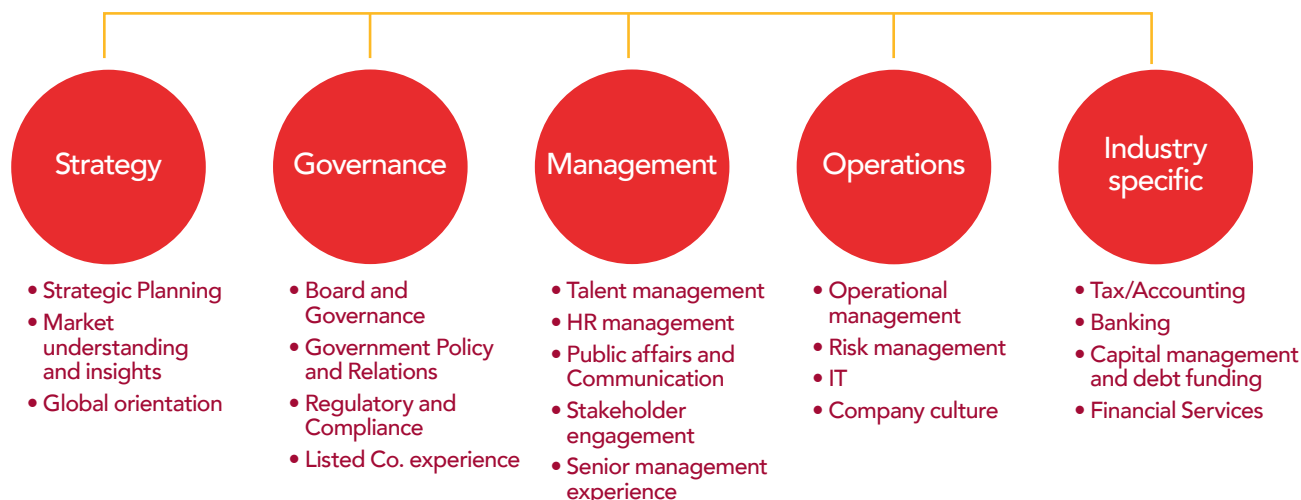 Strategy
• Strategic Planning
• Market
understanding
and insights
• Global orientation
Governance
• Board and
Governance
• Government Policy
and Relations
• Regulatory and
Compliance
• Listed Co. experience
Management
• Talent management
• HR management
• Public affairs and
Communication
• Stakeholder
engagement
• Senior management
experience
Operations
• Operational
management
• Risk management
• IT
• Company culture
Industry
specific
• Tax/Accounting
• Banking
• Capital management
and debt funding
• Financial Services